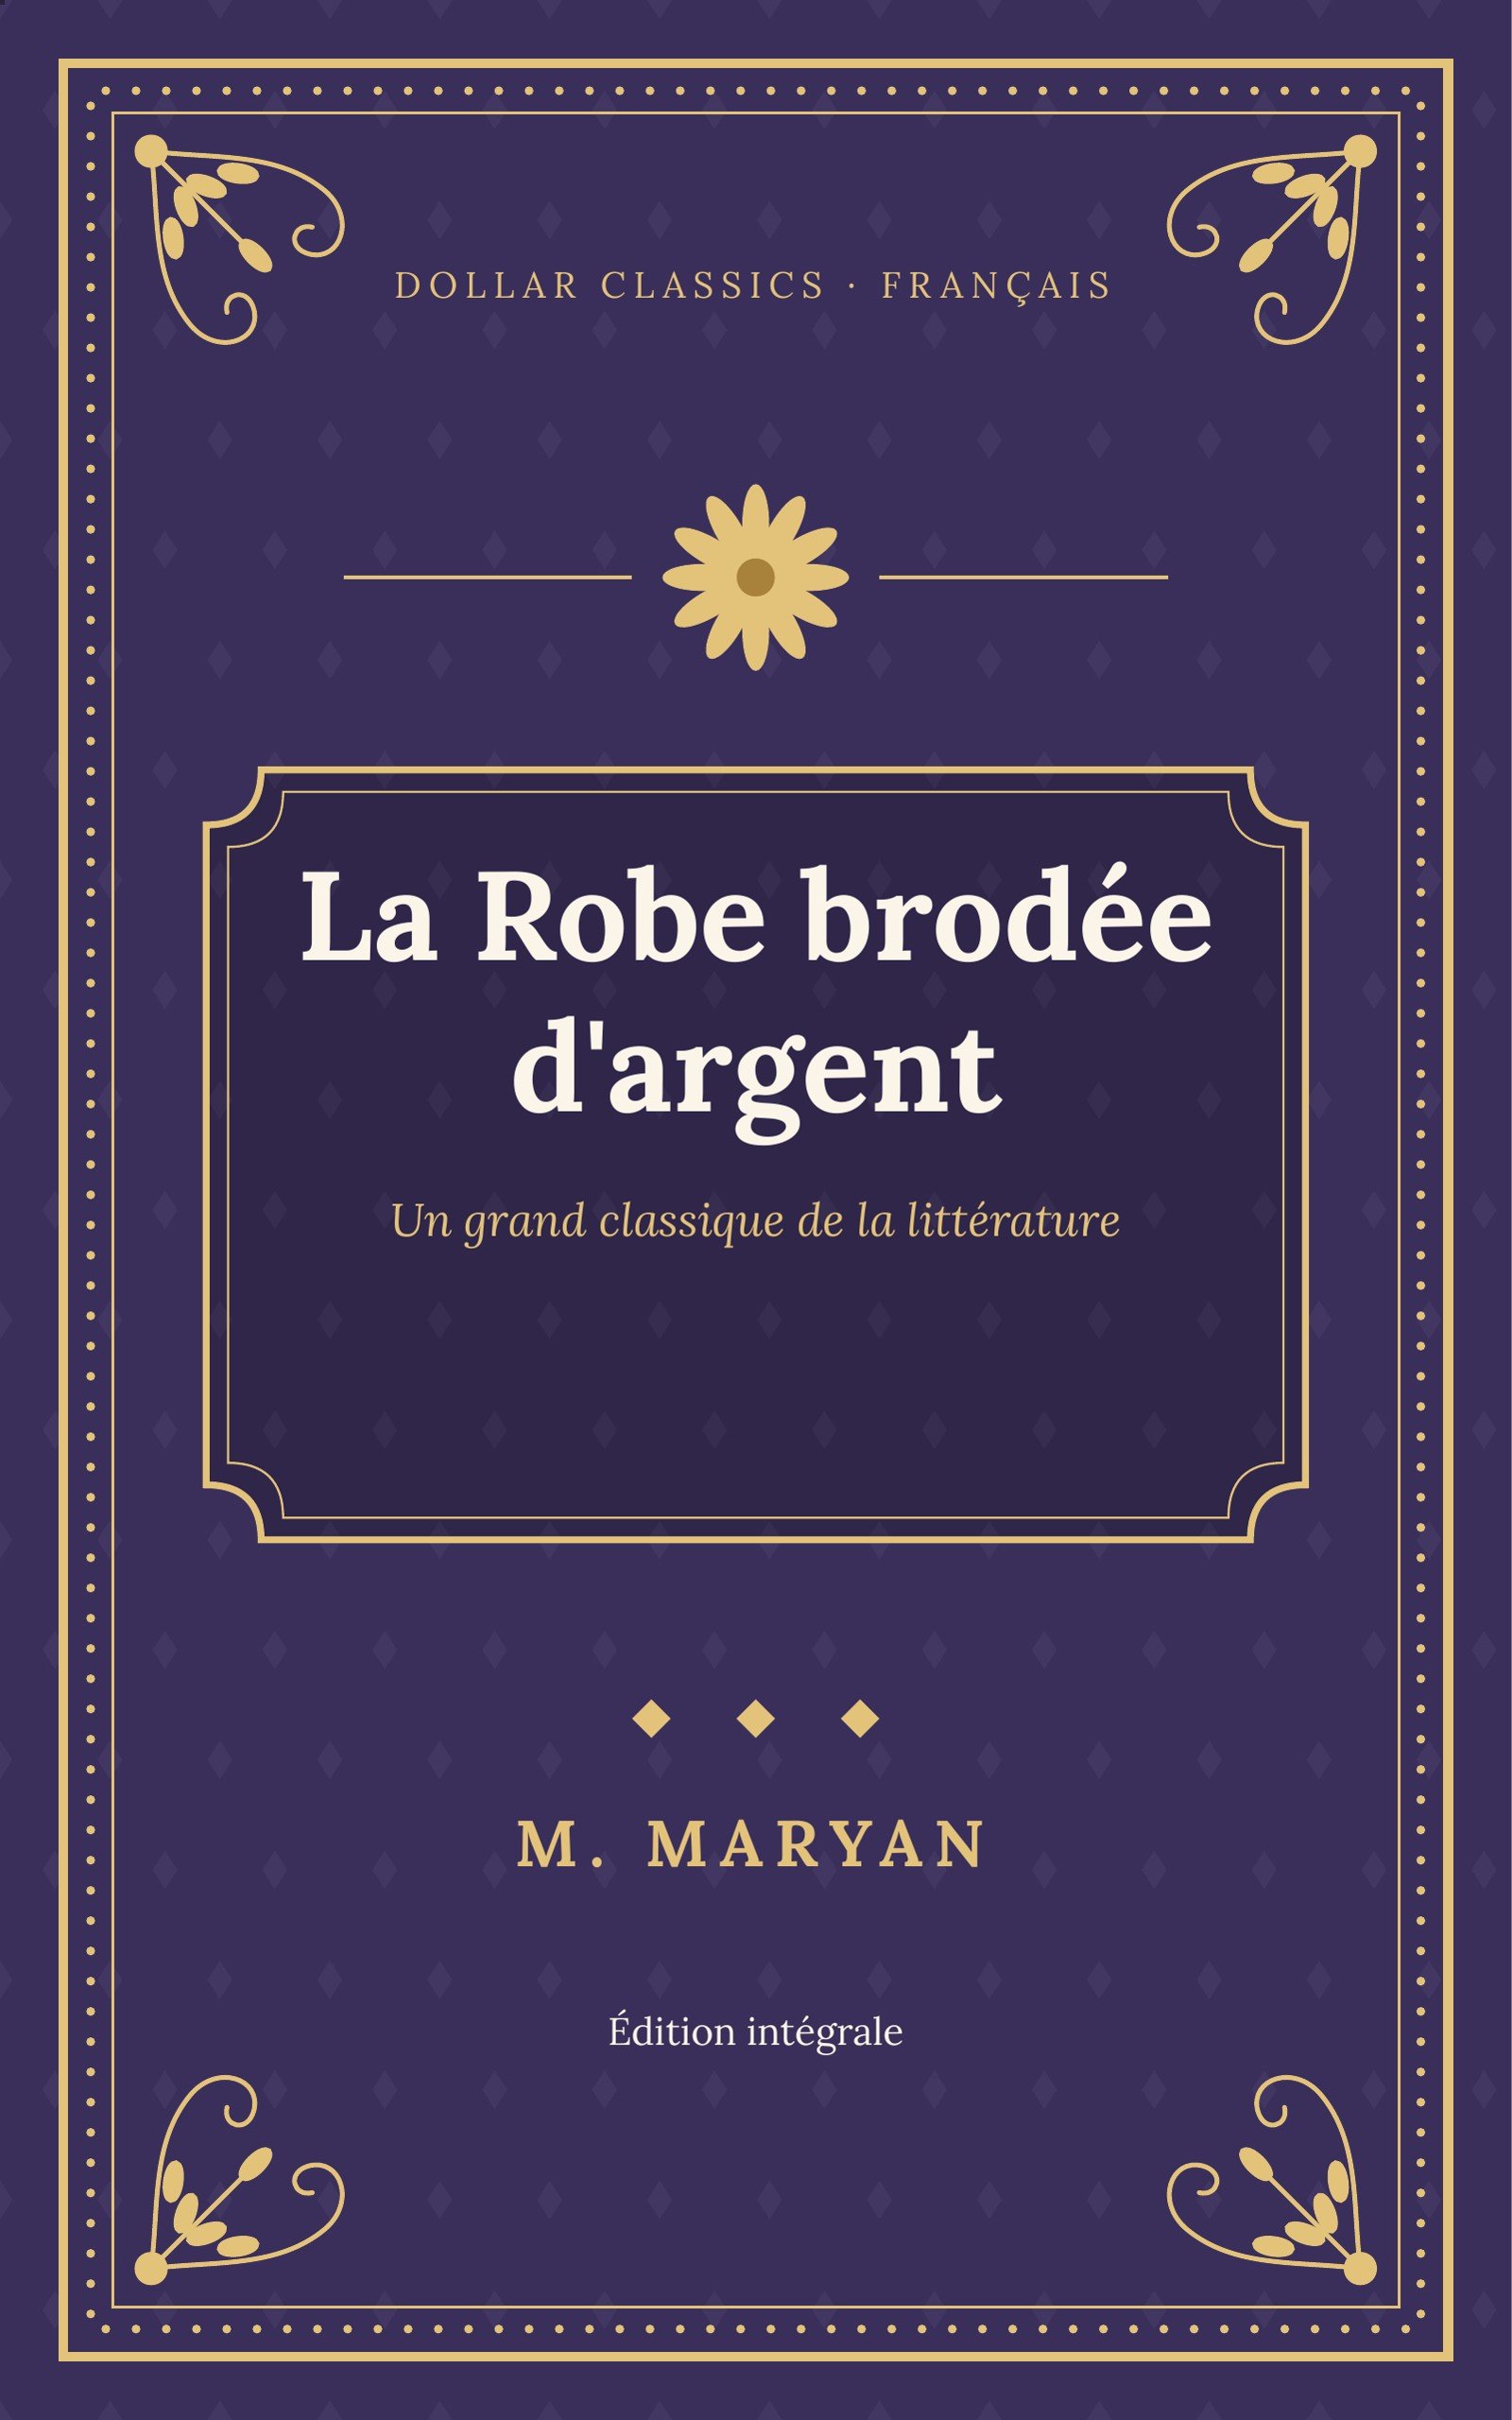 DOLLAR CLASSICS · FRANÇAIS
La Robe brodée
d'argent
Un grand classique de la littérature
M. MARYAN
Édition intégrale